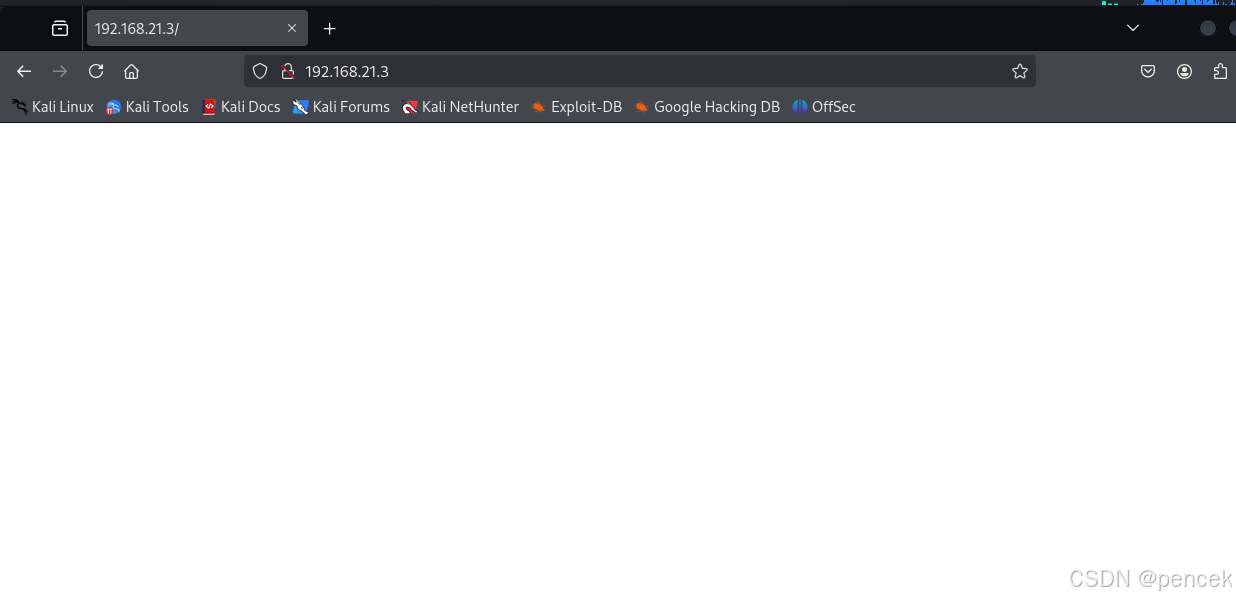 192.168.21.3/
192.168.21.3
Kali Linux Kali Tools Kali Docs Kali Forums Kali NetHunter Exploit-DB Google Hacking DB OffSec
CSDN @pencek